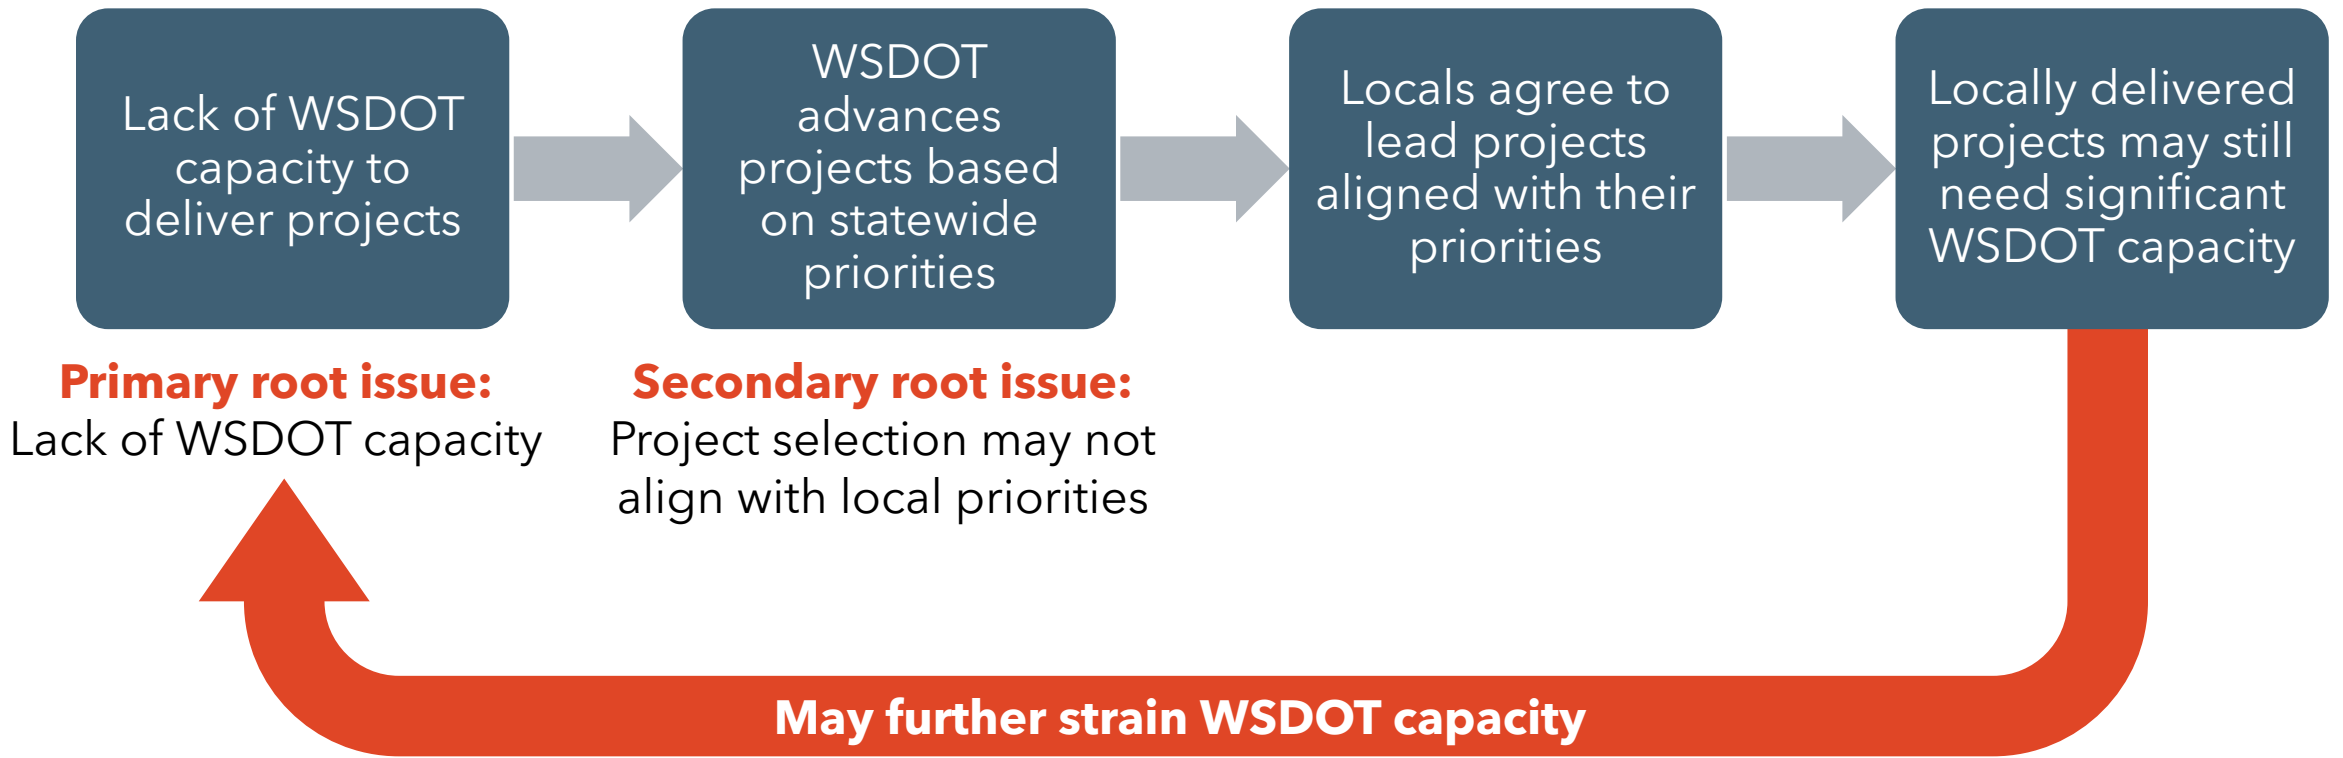 Lack of WSDOT
capacity to
deliver projects
WSDOT
advances
projects based
on statewide
priorities
Locals agree to
lead projects
aligned with their
priorities
Locally delivered
projects may still
need significant
WSDOT capacity
Primary root issue:
Lack of WSDOT capacity
Secondary root issue:
Project selection may not
align with local priorities
May further strain WSDOT capacity